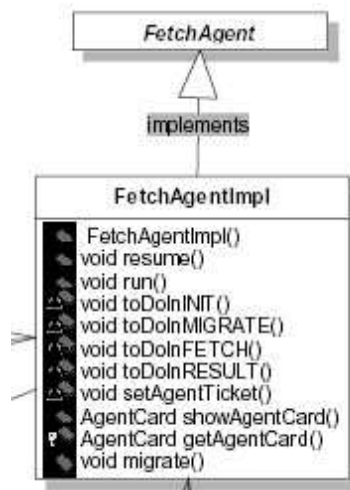 FetchAgent
implements
FetchAgentImpl
FetchAgentImpl()
void resume()
void run()
void toDoInINIT()
void toDoInMIGRATE()
void toDoInFETCH()
void toDoInRESULT()
void setAgentTicket()
AgentCard showAgentCard()
AgentCard getAgentCard()
void migrate()